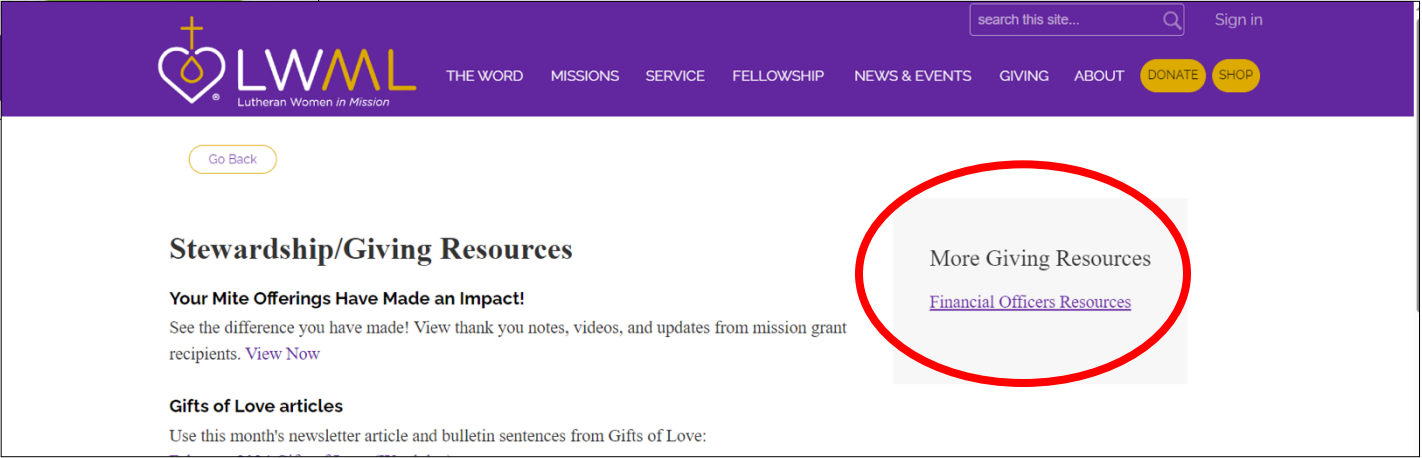 search this site...
Sign in
LWML
Lutheran Women in Mission
®
THE WORD MISSIONS SERVICE FELLOWSHIP NEWS & EVENTS GIVING ABOUT DONATE SHOP
Go Back
Stewardship/Giving Resources
Your Mite Offerings Have Made an Impact!
See the difference you have made! View thank you notes, videos, and updates from mission grant
recipients. View Now
Gifts of Love articles
Use this month's newsletter article and bulletin sentences from Gifts of Love:
More Giving Resources
Financial Officers Resources